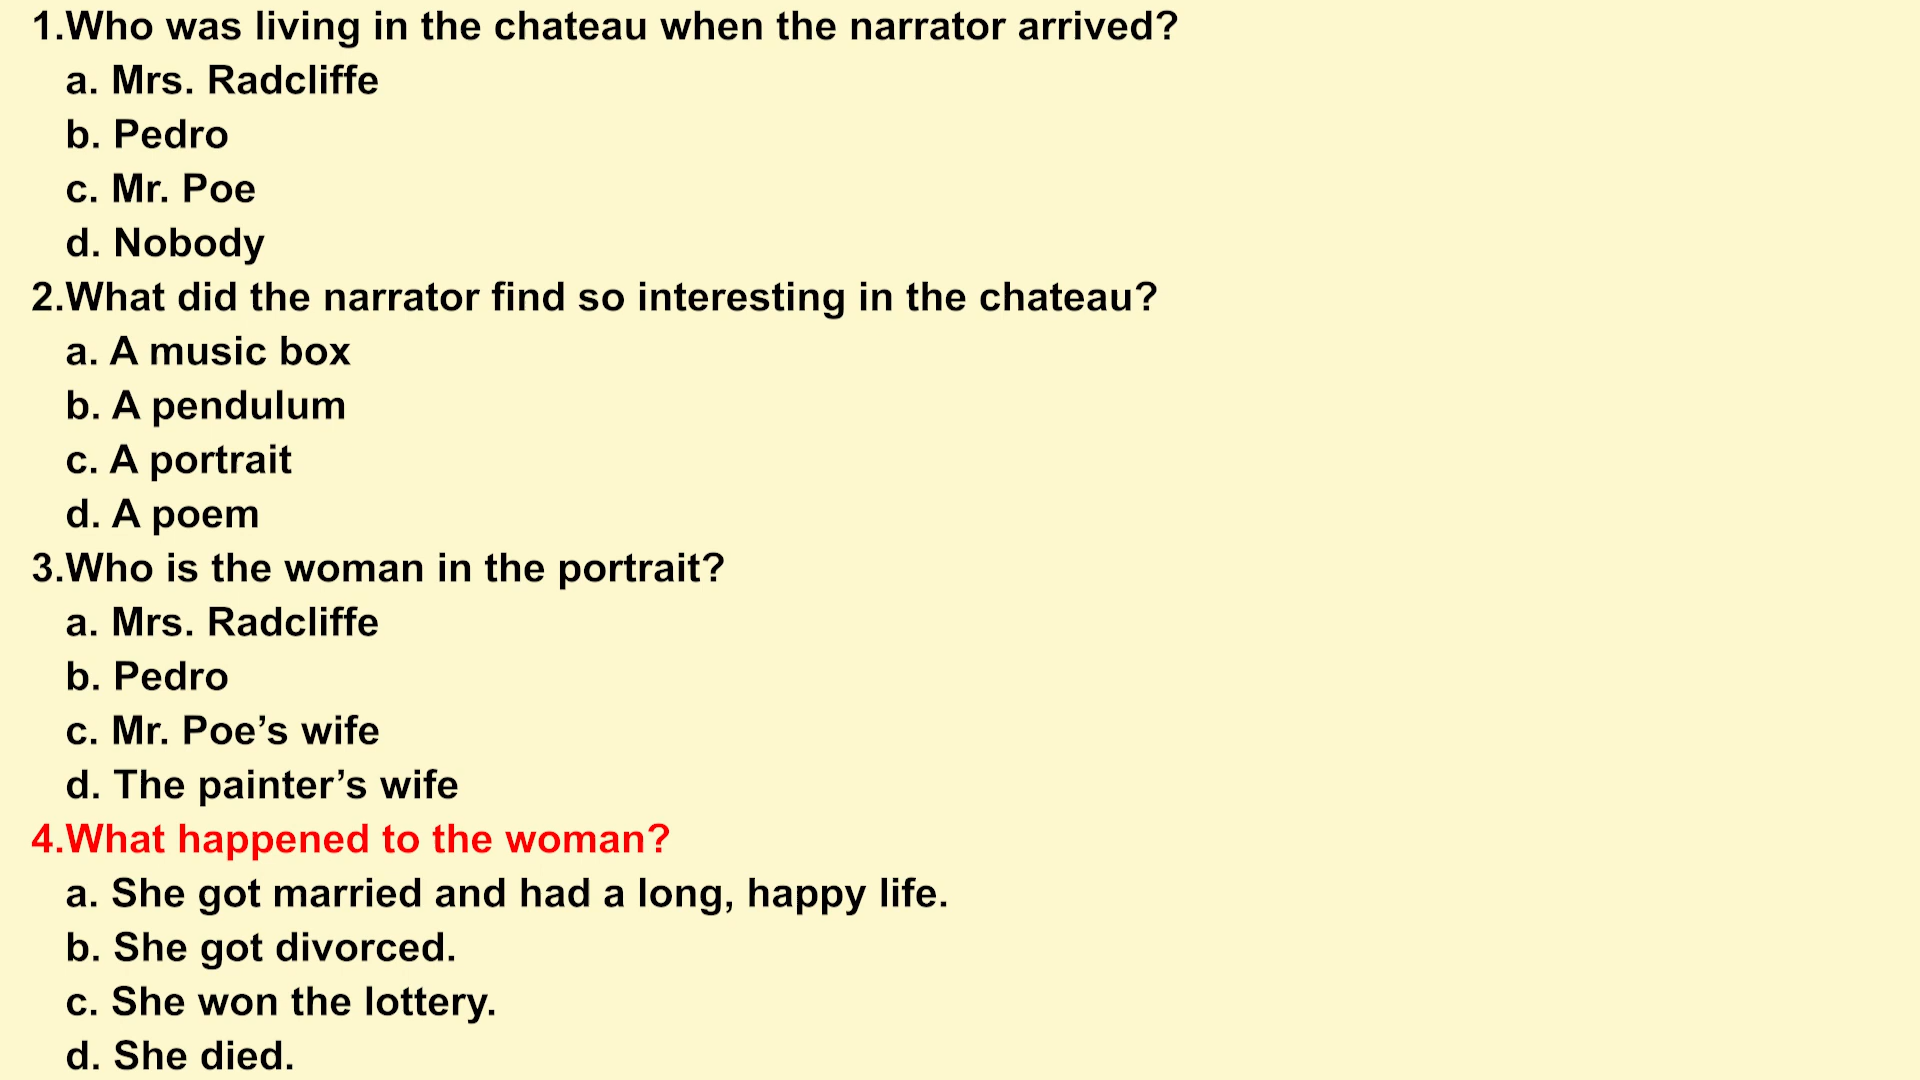 1.Who was living in the chateau when the narrator arrived?
a. Mrs. Radcliffe
b. Pedro
c. Mr. Poe
d. Nobody
2.What did the narrator find so interesting in the chateau?
a. A music box
b. A pendulum
c. A portrait
d. A poem
3.Who is the woman in the portrait?
a. Mrs. Radcliffe
b. Pedro
c. Mr. Poe’s wife
d. The painter’s wife
4.What happened to the woman?
a. She got married and had a long, happy life.
b. She got divorced.
c. She won the lottery.
d. She died.